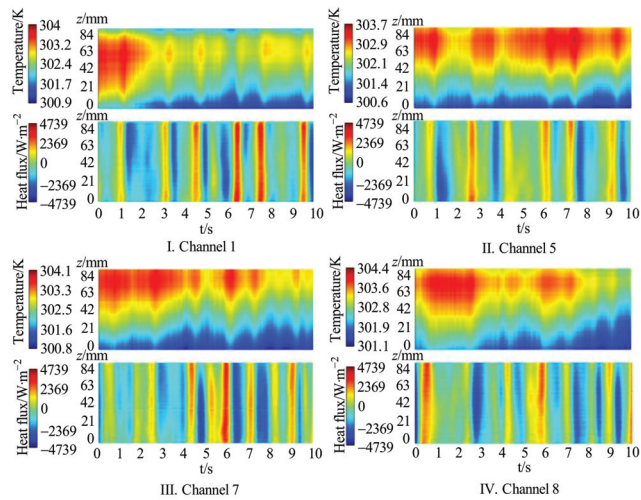 z/mm
Temperature/K
304
303.2
302.4
301.7
300.9
84
63
42
21
0
z/mm
Heat flux/W·m⁻²
4739
2369
0
−2369
−4739
84
63
42
21
0
0 1 2 3 4 5 6 7 8 9 10
t/s
I. Channel 1
z/mm
Temperature/K
303.7
302.9
302.1
301.4
300.6
84
63
42
21
0
z/mm
Heat flux/W·m⁻²
4739
2369
0
−2369
−4739
84
63
42
21
0
0 1 2 3 4 5 6 7 8 9 10
t/s
II. Channel 5
z/mm
Temperature/K
304.1
303.3
302.5
301.6
300.8
84
63
42
21
0
z/mm
Heat flux/W·m⁻²
4739
2369
0
−2369
−4739
84
63
42
21
0
0 1 2 3 4 5 6 7 8 9 10
t/s
III. Channel 7
z/mm
Temperature/K
304.4
303.6
302.8
301.9
301.1
84
63
42
21
0
z/mm
Heat flux/W·m⁻²
4739
2369
0
−2369
−4739
84
63
42
21
0
0 1 2 3 4 5 6 7 8 9 10
t/s
IV. Channel 8